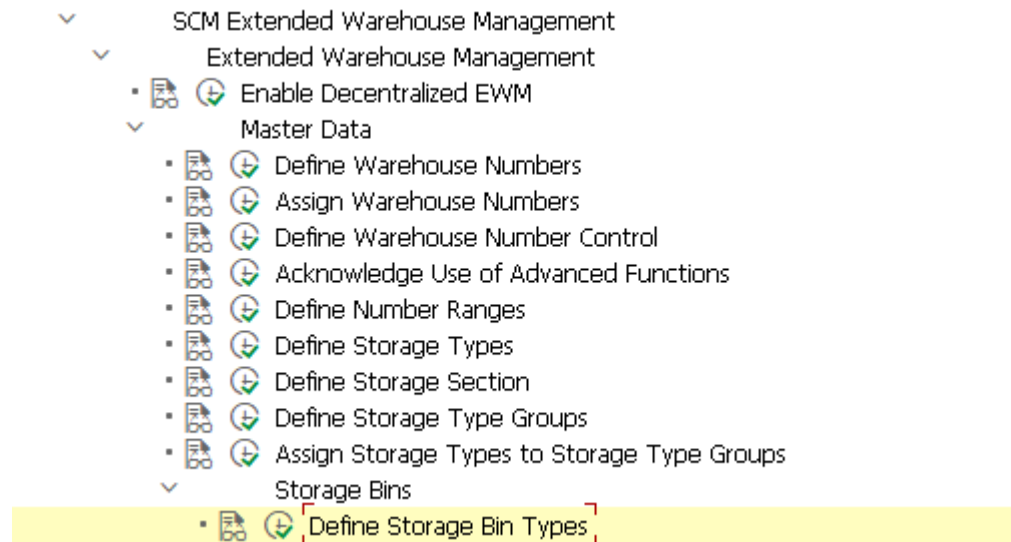 SCM Extended Warehouse Management
Extended Warehouse Management
Enable Decentralized EWM
Master Data
Define Warehouse Numbers
Assign Warehouse Numbers
Define Warehouse Number Control
Acknowledge Use of Advanced Functions
Define Number Ranges
Define Storage Types
Define Storage Section
Define Storage Type Groups
Assign Storage Types to Storage Type Groups
Storage Bins
Define Storage Bin Types